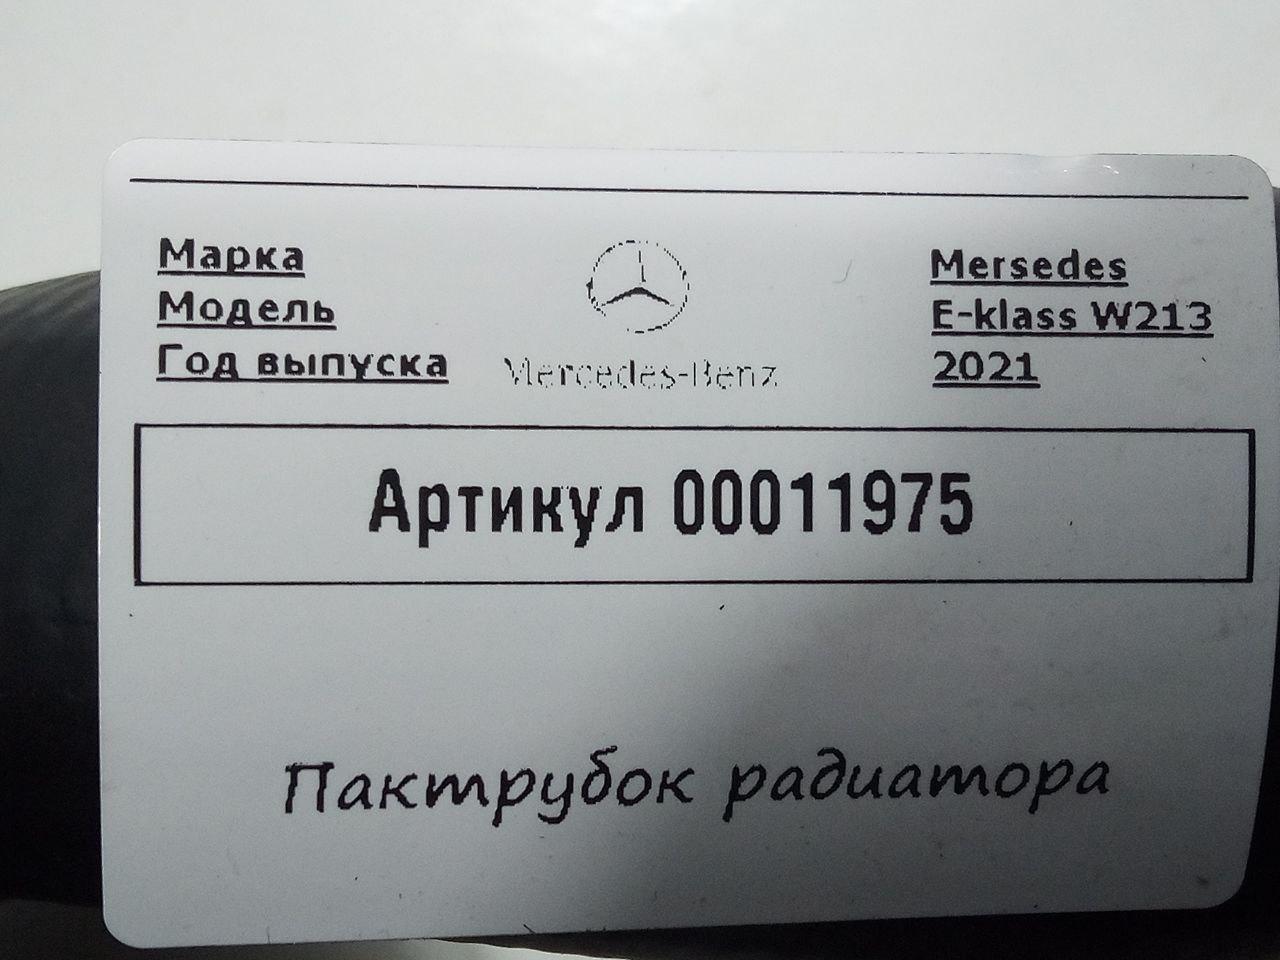 Марка Mersedes
Модель E-klass W213
Год выпуска 2021
Mercedes-Benz
Артикул 00011975
Пактрубок радиатора